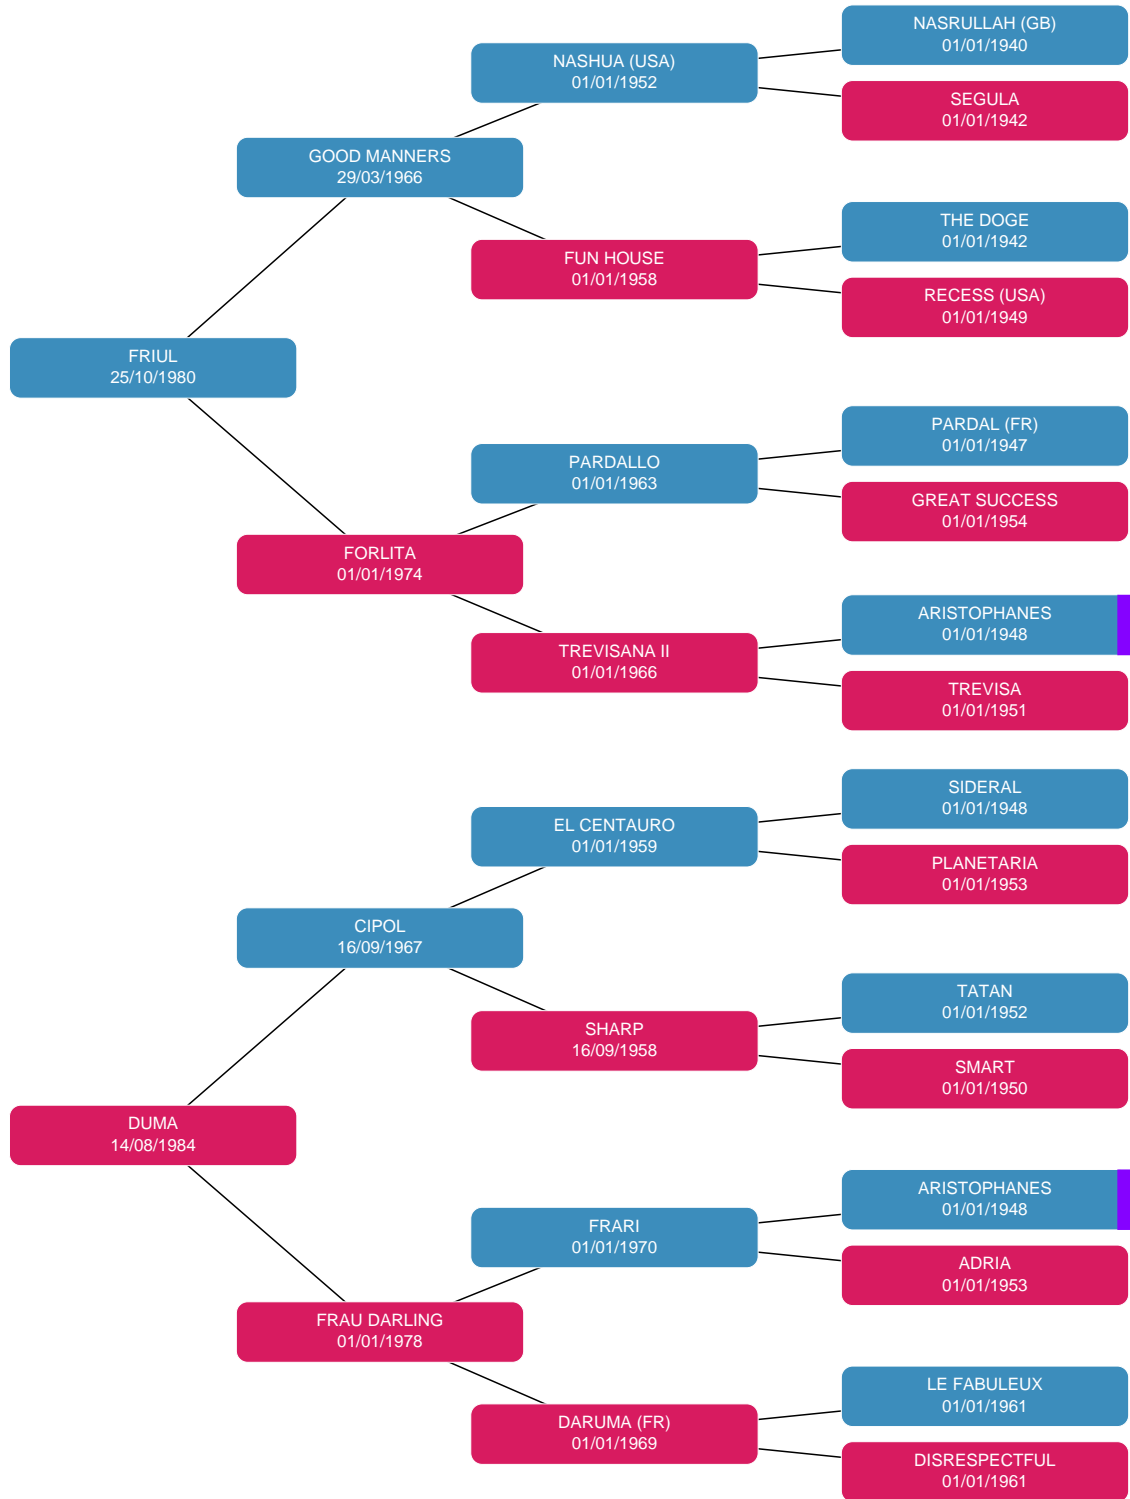 NASRULLAH (GB)
01/01/1940
NASHUA (USA)
01/01/1952
SEGULA
01/01/1942
GOOD MANNERS
29/03/1966
THE DOGE
01/01/1942
FUN HOUSE
01/01/1958
RECESS (USA)
01/01/1949
FRIUL
25/10/1980
PARDAL (FR)
01/01/1947
PARDALLO
01/01/1963
GREAT SUCCESS
01/01/1954
FORLITA
01/01/1974
ARISTOPHANES
01/01/1948
TREVISANA II
01/01/1966
TREVISA
01/01/1951
SIDERAL
01/01/1948
EL CENTAURO
01/01/1959
PLANETARIA
01/01/1953
CIPOL
16/09/1967
TATAN
01/01/1952
SHARP
16/09/1958
SMART
01/01/1950
DUMA
14/08/1984
ARISTOPHANES
01/01/1948
FRARI
01/01/1970
ADRIA
01/01/1953
FRAU DARLING
01/01/1978
LE FABULEUX
01/01/1961
DARUMA (FR)
01/01/1969
DISRESPECTFUL
01/01/1961